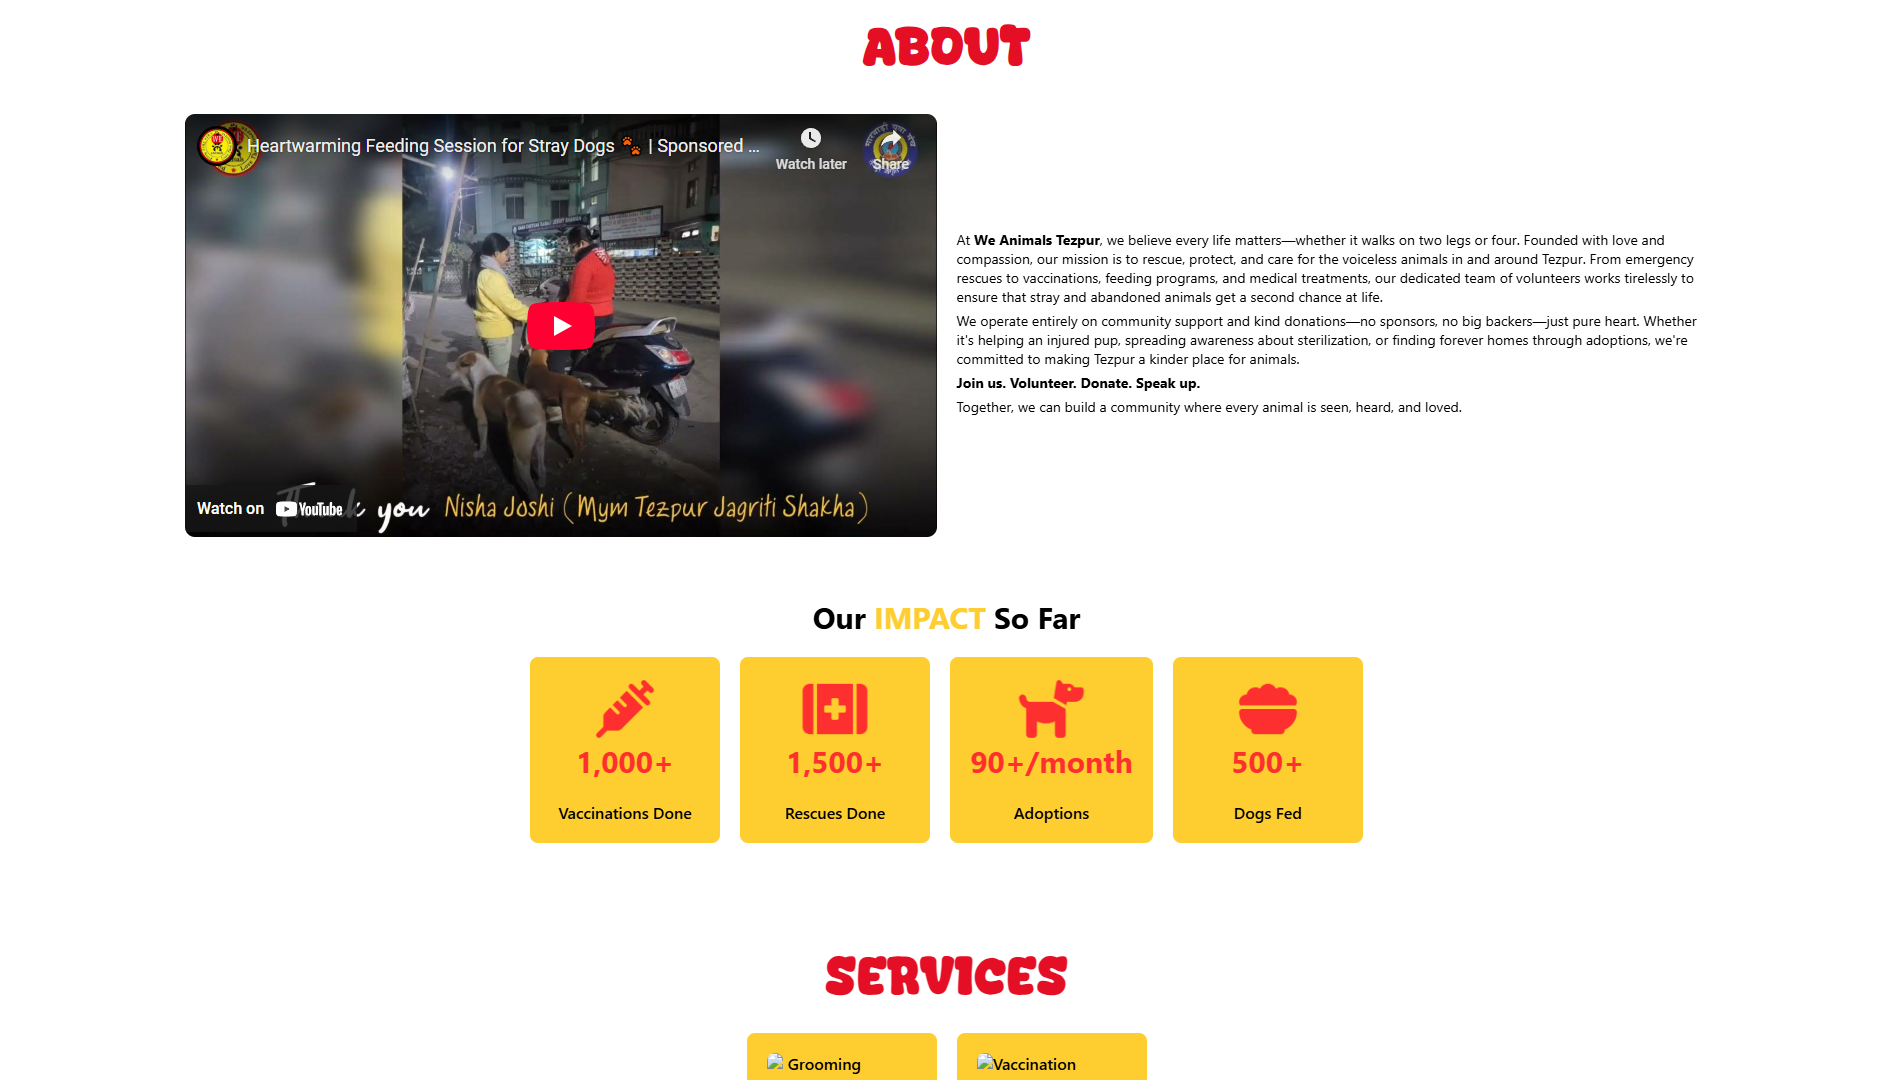 ABOUT
Heartwarming Feeding Session for Stray Dogs 🐾 | Sponsored ...
Watch later
Share
Watch on YouTube
you Nisha Joshi (Mym Tezpur Jagriti Shakha)
At We Animals Tezpur, we believe every life matters—whether it walks on two legs or four. Founded with love and
compassion, our mission is to rescue, protect, and care for the voiceless animals in and around Tezpur. From emergency
rescues to vaccinations, feeding programs, and medical treatments, our dedicated team of volunteers works tirelessly to
ensure that stray and abandoned animals get a second chance at life.
We operate entirely on community support and kind donations—no sponsors, no big backers—just pure heart. Whether
it's helping an injured pup, spreading awareness about sterilization, or finding forever homes through adoptions, we're
committed to making Tezpur a kinder place for animals.
Join us. Volunteer. Donate. Speak up.
Together, we can build a community where every animal is seen, heard, and loved.
Our IMPACT So Far
1,000+
Vaccinations Done
1,500+
Rescues Done
90+/month
Adoptions
500+
Dogs Fed
SERVICES
Grooming
Vaccination